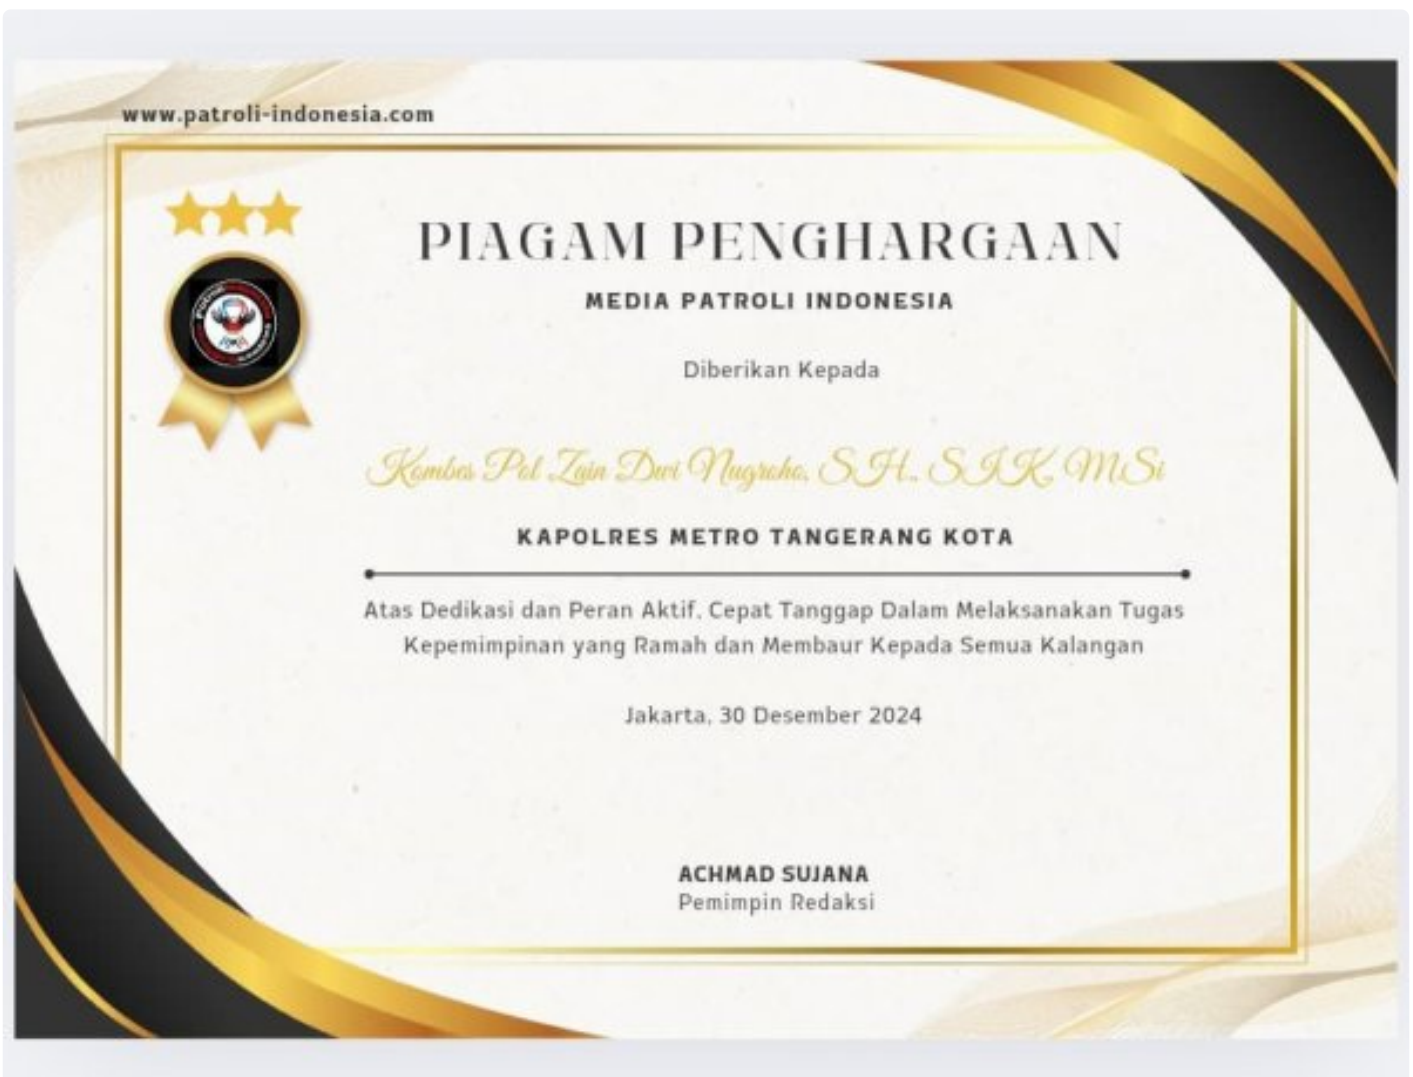 www.patroli-indonesia.com
PIAGAM PENGHARGAAN
MEDIA PATROLI INDONESIA
Diberikan Kepada
Kombes Pol Zain Dwi Nugroho, S.H., S.I.K, M.Si
KAPOLRES METRO TANGERANG KOTA
Atas Dedikasi dan Peran Aktif, Cepat Tanggap Dalam Melaksanakan Tugas
Kepemimpinan yang Ramah dan Membaur Kepada Semua Kalangan
Jakarta, 30 Desember 2024
ACHMAD SUJANA
Pemimpin Redaksi